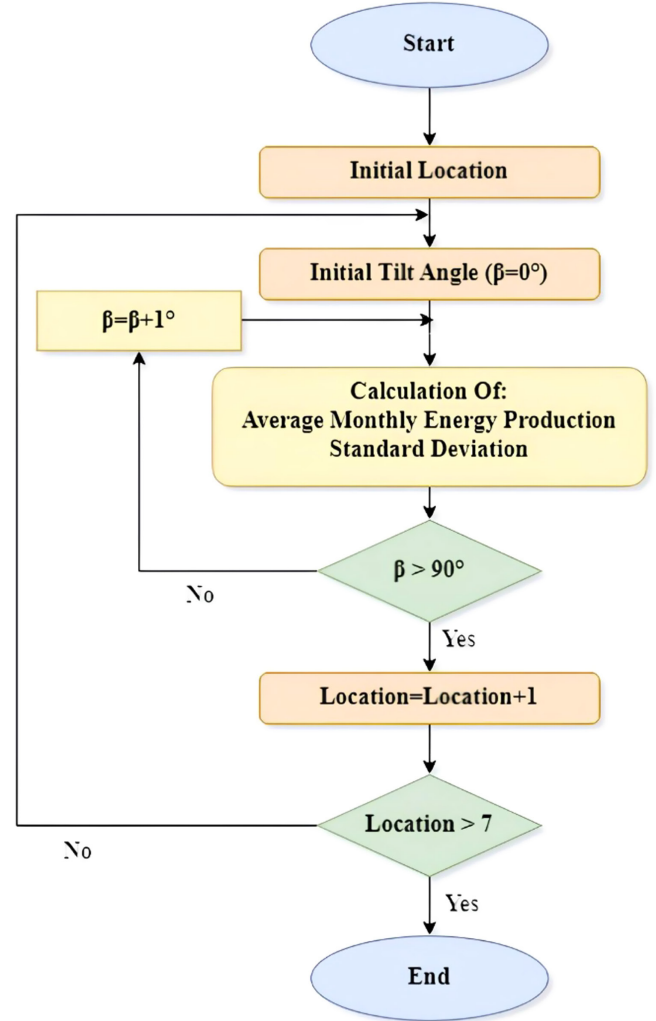 Start
Initial Location
Initial Tilt Angle (β=0°)
β=β+1°
Calculation Of:
Average Monthly Energy Production
Standard Deviation
β > 90°
No
Yes
Location=Location+1
Location > 7
No
Yes
End